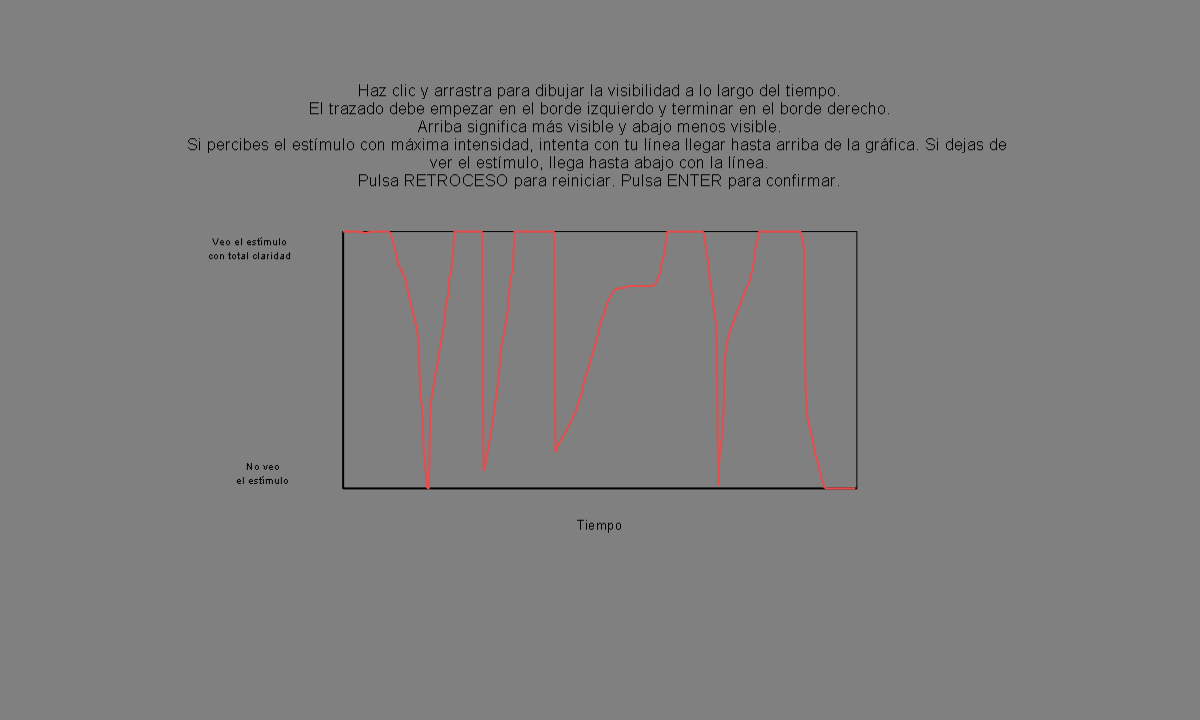 Haz clic y arrastra para dibujar la visibilidad a lo largo del tiempo.
El trazado debe empezar en el borde izquierdo y terminar en el borde derecho.
Arriba significa más visible y abajo menos visible.
Si percibes el estímulo con máxima intensidad, intenta con tu línea llegar hasta arriba de la gráfica. Si dejas de
ver el estímulo, llega hasta abajo con la línea.
Pulsa RETROCESO para reiniciar. Pulsa ENTER para confirmar.
Veo el estímulo
con total claridad
No veo
el estímulo
Tiempo